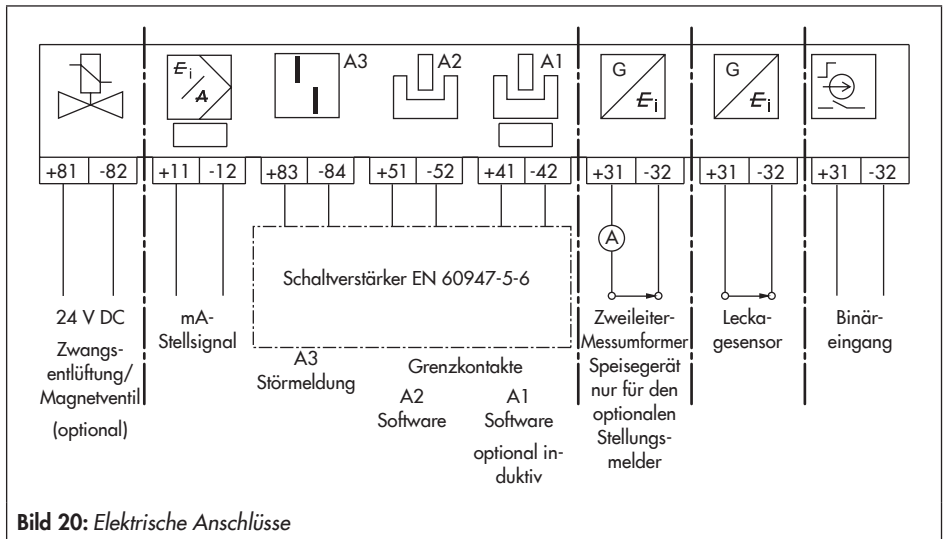 E i
A
A3
A2
A1
G
E i
G
E i
+81 -82 +11 -12 +83 -84 +51 -52 +41 -42 +31 -32 +31 -32 +31 -32
A
Schaltverstärker EN 60947-5-6
24 V DC
Zwangs-
entlüftung/
Magnetventil
(optional)
mA-
Stellsignal
A3
Störmeldung
Grenzkontakte
A2
Software
A1
Software
optional in-
duktiv
Zweileiter-
Messumformer
Speisegerät
nur für den
optionalen
Stellungs-
melder
Lecka-
gesensor
Binär-
eingang
Bild 20: Elektrische Anschlüsse